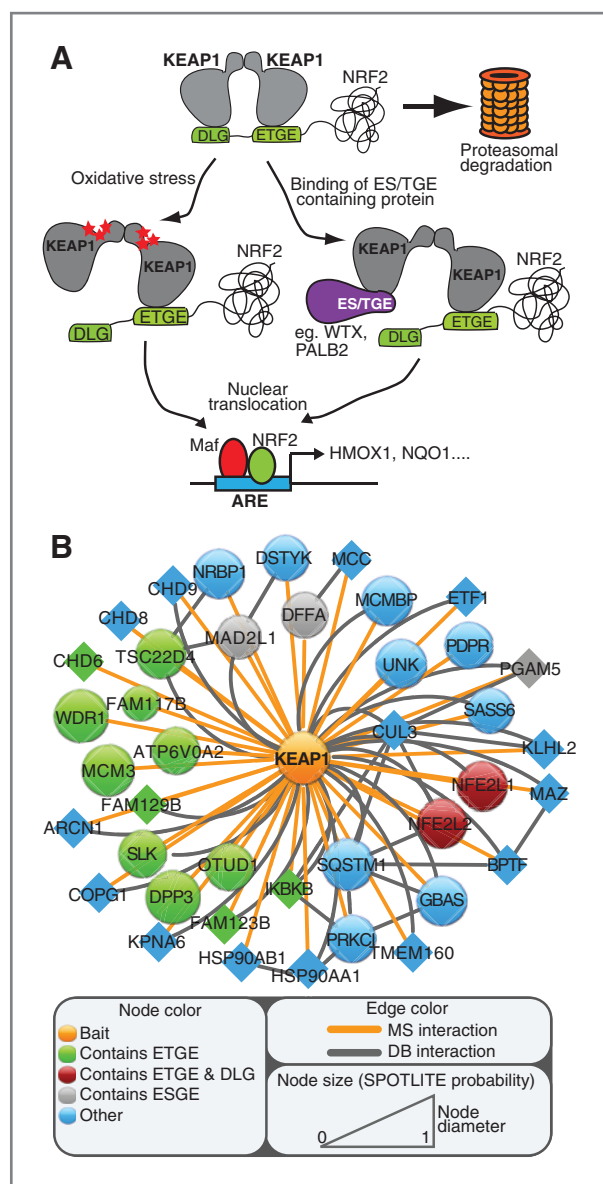 A
KEAP1 KEAP1
NRF2
DLG ETGE
Proteasomal
degradation
Oxidative stress
Binding of ES/TGE
containing protein
KEAP1
KEAP1
NRF2
DLG
ETGE
KEAP1
KEAP1
NRF2
ES/TGE
eg. WTX,
PALB2
DLG
ETGE
Nuclear
translocation
Maf
NRF2
HMOX1, NQO1....
ARE
B
DSTYK
MCC
NRBP1
CHD9
MCMBP
ETF1
DFFA
CHD8
MAD2L1
TSC22D4
UNK
PDPR
CHD6
PGAM5
FAM117B
SASS6
WDR1
CUL3
ATP6V0A2
KLHL2
KEAP1
MCM3
NFE2L1
MAZ
FAM129B
NFE2L2
ARCN1
SLK
OTUD1
SQSTM1
BPTF
COPG1
DPP3
IKBKB
GBAS
FAM123B
KPNA6
PRKCI
TMEM160
HSP90AB1
HSP90AA1
Node color
Bait
Contains ETGE
Contains ETGE & DLG
Contains ESGE
Other
Edge color
MS interaction
DB interaction
Node size (SPOTLITE probability)
Node
diameter
0 1